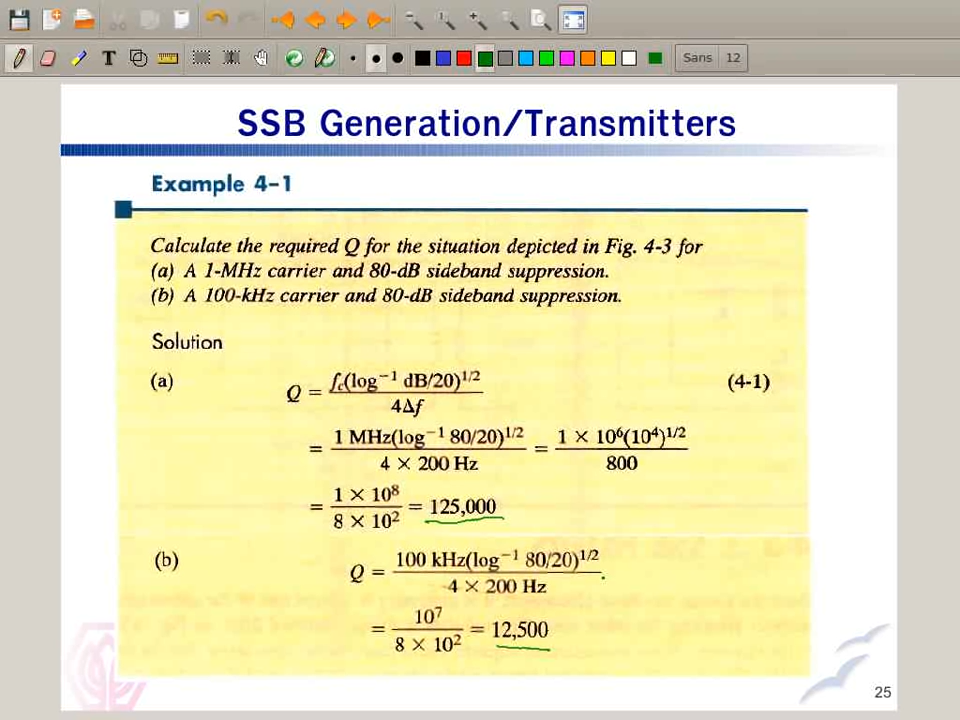 Sans 12
SSB Generation/Transmitters
Example 4-1
Calculate the required Q for the situation depicted in Fig. 4-3 for
(a) A 1-MHz carrier and 80-dB sideband suppression.
(b) A 100-kHz carrier and 80-dB sideband suppression.
Solution
(a) Q = fc(log⁻¹ dB/20)^1/2 / 4Δf (4-1)
= 1 MHz(log⁻¹ 80/20)^1/2 / 4 × 200 Hz = 1 × 10⁶(10⁴)^1/2 / 800
= 1 × 10⁸ / 8 × 10² = 125,000
(b) Q = 100 kHz(log⁻¹ 80/20)^1/2 / 4 × 200 Hz
= 10⁷ / 8 × 10² = 12,500
25